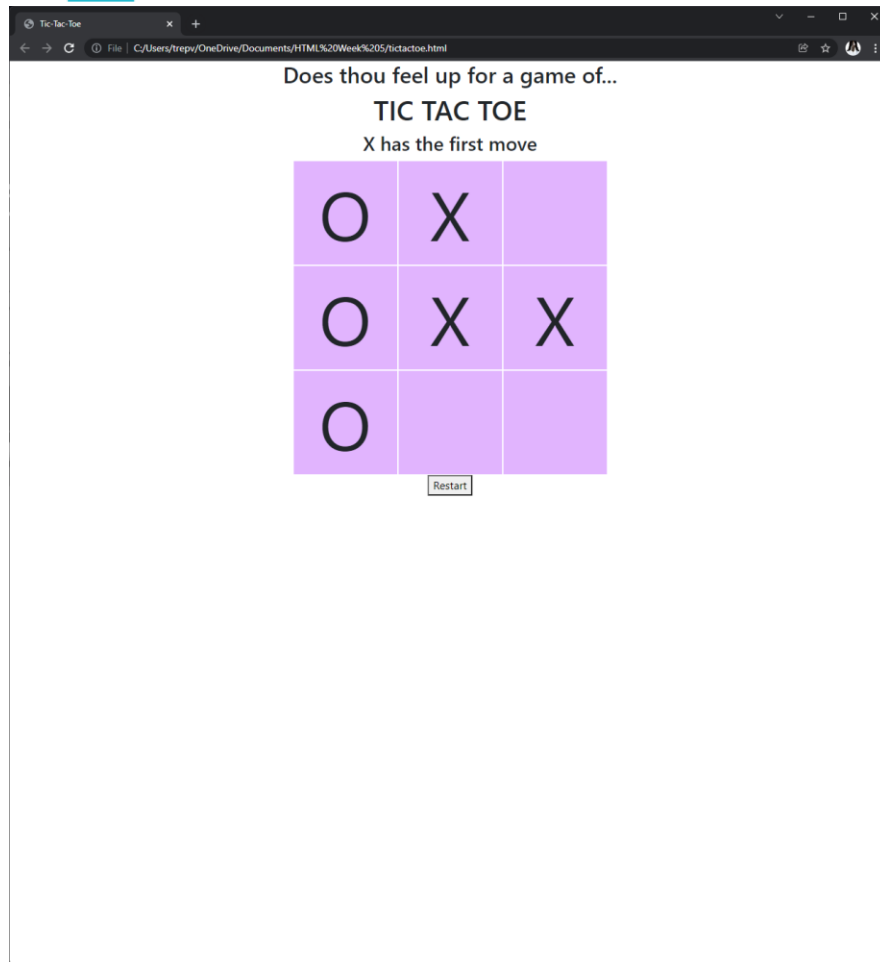 Tic-Tac-Toe
File | C:/Users/trepv/OneDrive/Documents/HTML%20Week%205/tictactoe.html
Does thou feel up for a game of...
TIC TAC TOE
X has the first move
O X
O X X
O
Restart